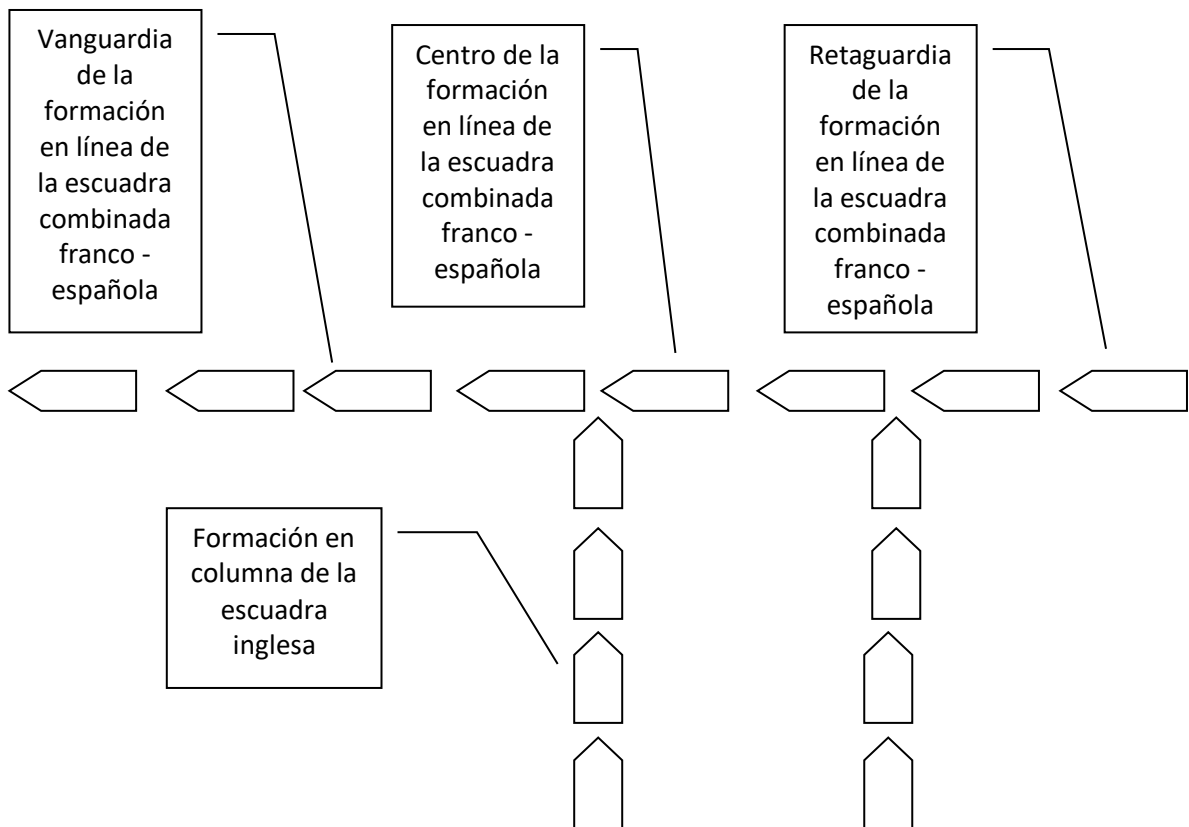 Vanguardia
de la
formación
en línea de
la escuadra
combinada
franco -
española
Centro de la
formación
en línea de
la escuadra
combinada
franco -
española
Retaguardia
de la
formación
en línea de
la escuadra
combinada
franco -
española
Formación en
columna de la
escuadra
inglesa